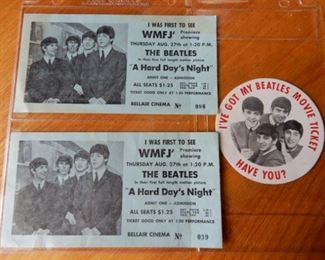 I WAS FIRST TO SEE
WMFJ' Premiere showing
THURSDAY AUG. 27th at 1:30 P.M.
THE BEATLES
in their first full length motion picture
"A Hard Day's Night"
ADMIT ONE - ADMISSION
ALL SEATS $1.25
TICKET GOOD ONLY AT 1:30 PERFORMANCE
BELLAIR CINEMA Nº
I WAS FIRST TO SEE
WMFJ' Premiere showing
THURSDAY AUG. 27th at 1:30 P.M.
THE BEATLES
in their first full length motion picture
"A Hard Day's Night"
ADMIT ONE - ADMISSION
ALL SEATS $1.25
TICKET GOOD ONLY AT 1:30 PERFORMANCE
BELLAIR CINEMA Nº 039
I'VE GOT MY BEATLES MOVIE TICKET
HAVE YOU?